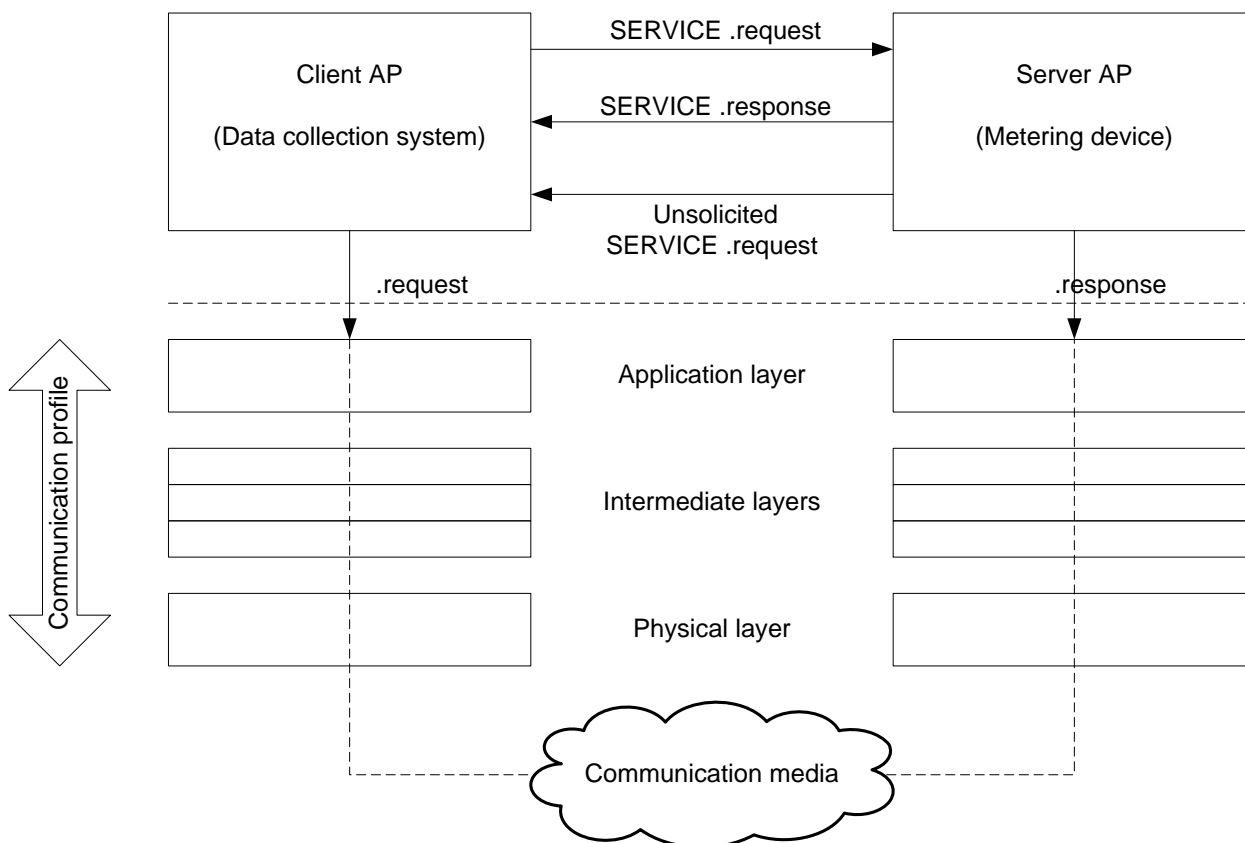 SERVICE .request
Client AP
Server AP
SERVICE .response
(Data collection system)
(Metering device)
Unsolicited
SERVICE .request
.request
.response
Application layer
Communication profile
Intermediate layers
Physical layer
Communication media